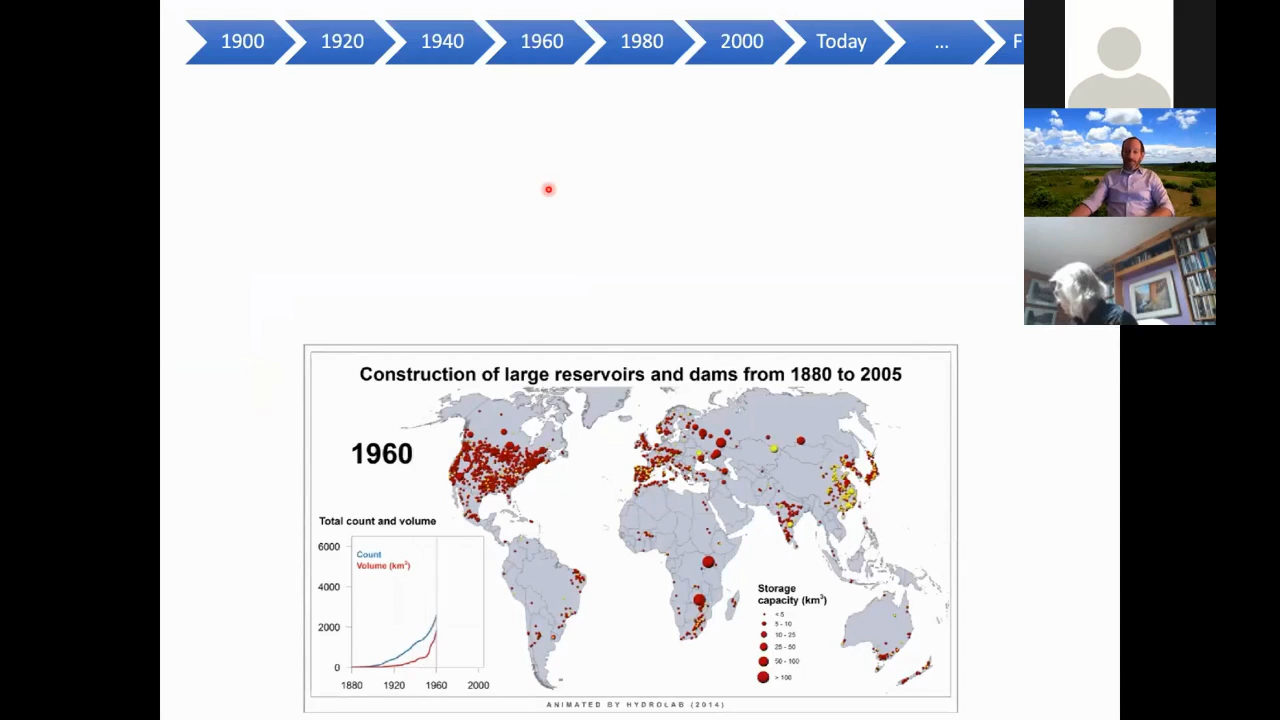 1900 1920 1940 1960 1980 2000 Today ... F
Construction of large reservoirs and dams from 1880 to 2005
1960
Total count and volume
6000
4000
2000
0
Count
Volume (km³)
1880 1920 1960 2000
Storage
capacity (km³)
< 5
5 - 10
10 - 25
25 - 50
50 - 100
> 100
ANIMATED BY HYDROLAB (2014)